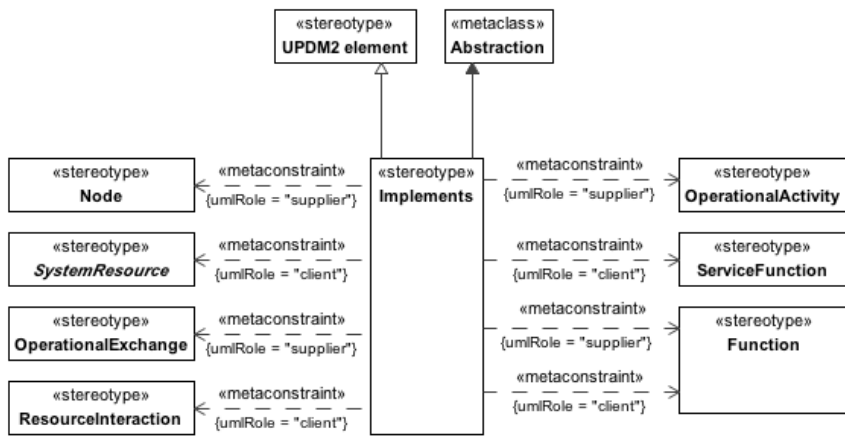 «stereotype»
UPDM2 element
«metaclass»
Abstraction
«stereotype»
Node
«metaconstraint»
{umlRole = "supplier"}
«stereotype»
Implements
«metaconstraint»
{umlRole = "supplier"}
«stereotype»
OperationalActivity
«stereotype»
SystemResource
«metaconstraint»
{umlRole = "client"}
«metaconstraint»
{umlRole = "client"}
«stereotype»
ServiceFunction
«stereotype»
OperationalExchange
«metaconstraint»
{umlRole = "supplier"}
«metaconstraint»
{umlRole = "supplier"}
«stereotype»
Function
«stereotype»
ResourceInteraction
«metaconstraint»
{umlRole = "client"}
«metaconstraint»
{umlRole = "client"}